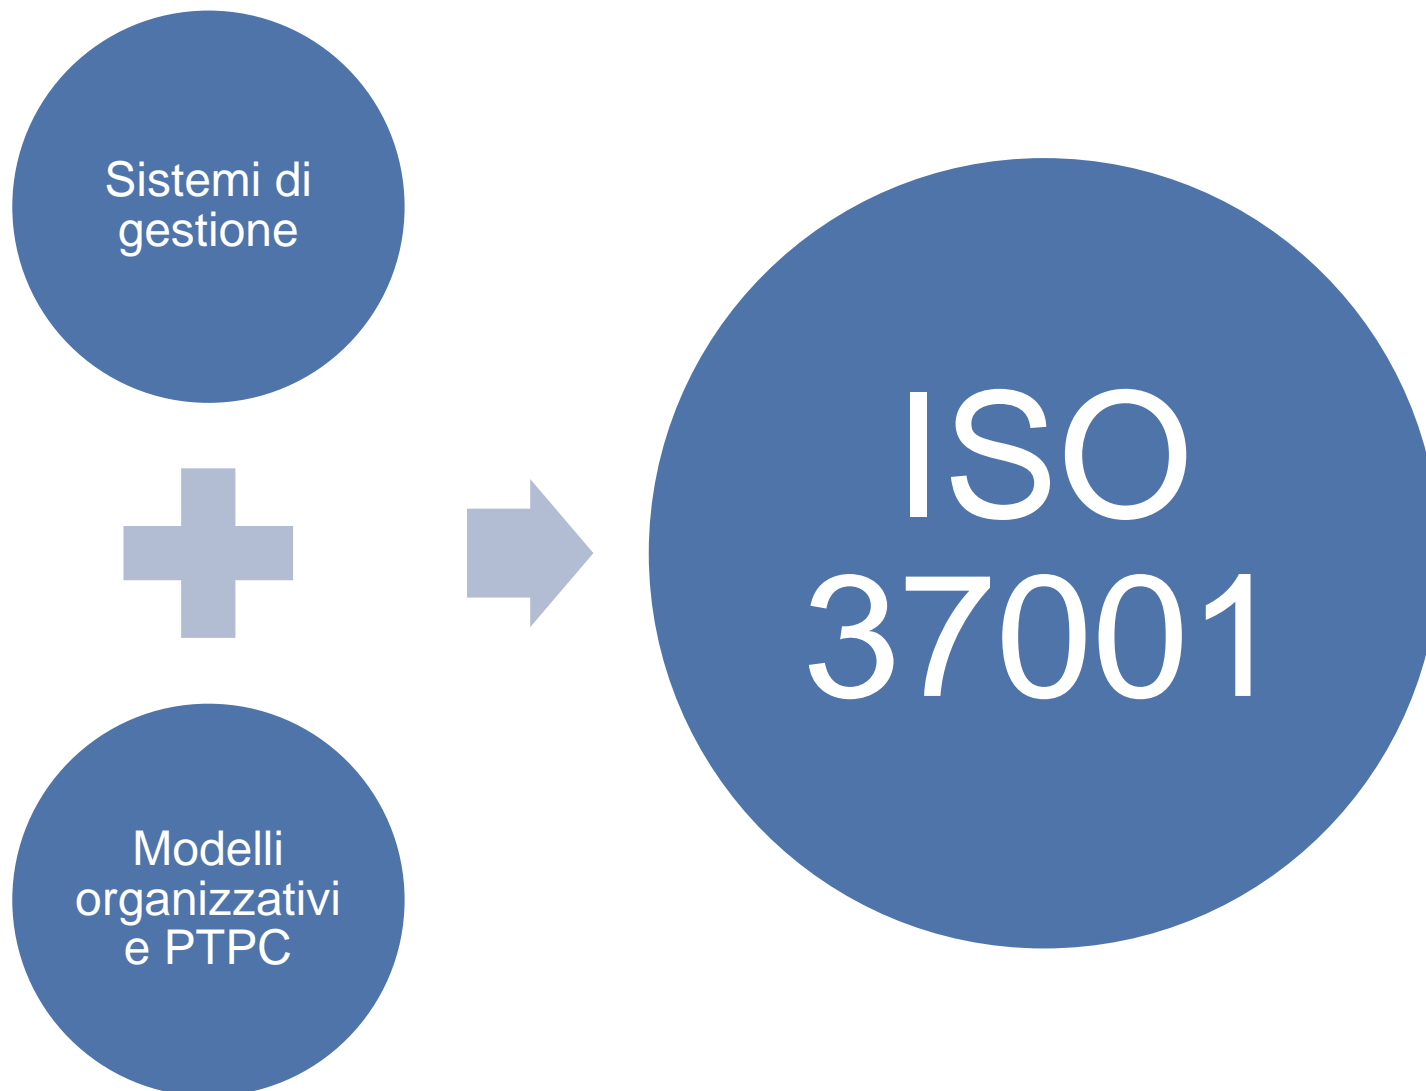 Sistemi di
gestione
Modelli
organizzativi
e PTPC
ISO
37001